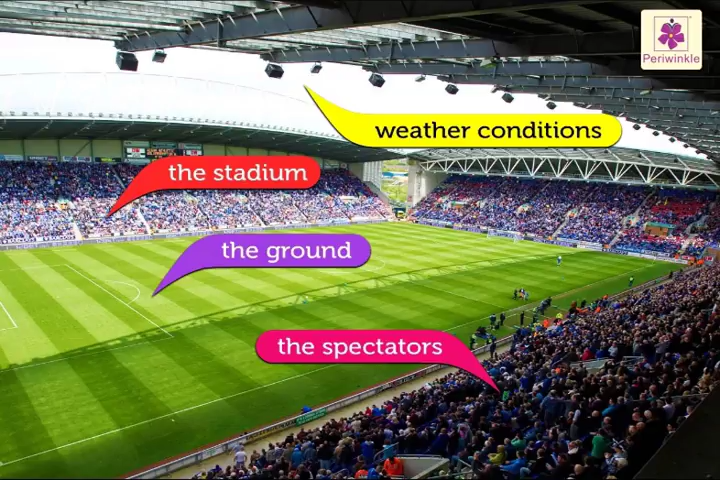 Periwinkle
weather conditions
the stadium
the ground
the spectators